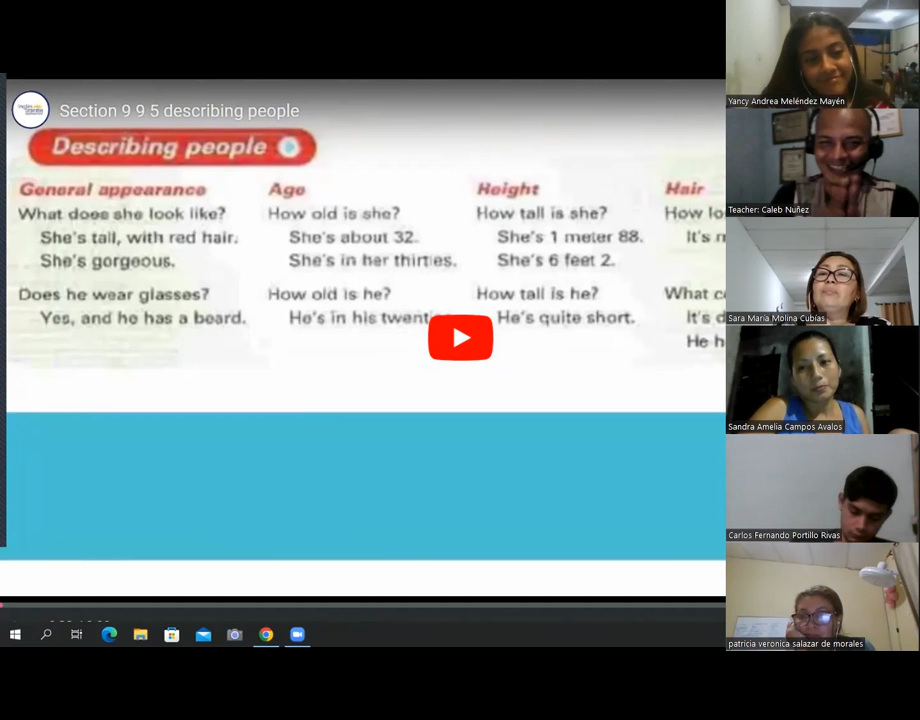 Section 9 9 5 describing people
Describing people
General appearance
What does she look like?
She's tall, with red hair.
She's gorgeous.
Does he wear glasses?
Yes, and he has a beard.
Age
How old is she?
She's about 32.
She's in her thirties.
How old is he?
He's in his
Height
How tall is she?
She's 1 meter 88.
She's 6 feet 2.
How tall is he?
He's quite short.
Hair
How lo
It's
What c
It's d
He h
Yancy Andrea Meléndez Mayén
Teacher: Caleb Nuñez
Sara María Molina Cubías
Sandra Amelia Campos Avalos
Carlos Fernando Portillo Rivas
patricia veronica salazar de morales